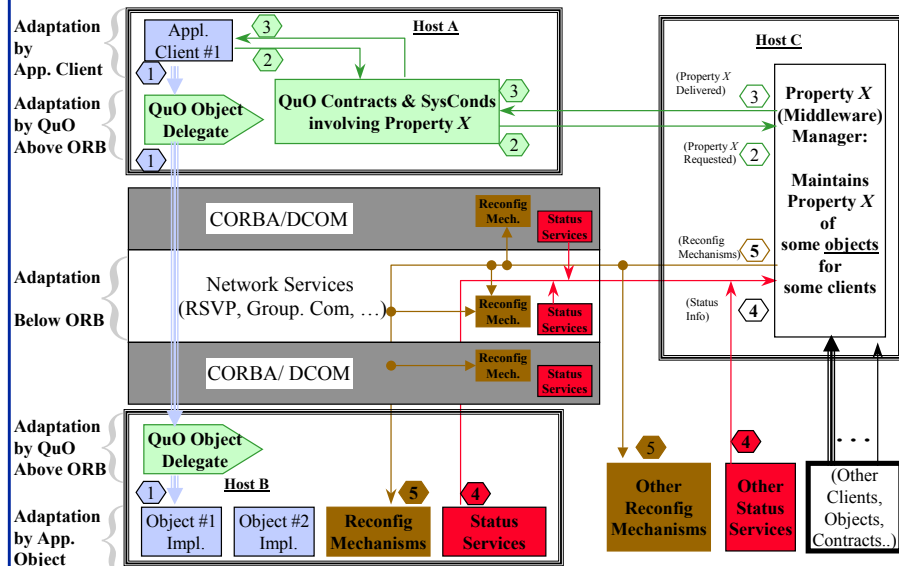 Adaptation
by
App. Client
Adaptation
by QuO
Above ORB
Adaptation
Below ORB
Adaptation
by QuO
Above ORB
Adaptation
by App.
Object
Host A
Appl.
Client #1
3
2
1
QuO Object
Delegate
1
QuO Contracts & SysConds
involving Property X
3
2
CORBA/DCOM
Reconfig
Mech.
Status
Services
Network Services
(RSVP, Group. Com, …)
Reconfig
Mech.
Status
Services
CORBA/ DCOM
Reconfig
Mech.
Status
Services
QuO Object
Delegate
1
Host B
5
4
Object #1
Impl.
Object #2
Impl.
Reconfig
Mechanisms
Status
Services
Host C
(Property X
Delivered)
3
(Property X
Requested)
2
(Reconfig
Mechanisms)
5
(Status
Info)
4
Property X
(Middleware)
Manager:
Maintains
Property X
of
some objects
for
some clients
5
Other
Reconfig
Mechanisms
4
Other
Status
Services
. . .
(Other
Clients,
Objects,
Contracts..)